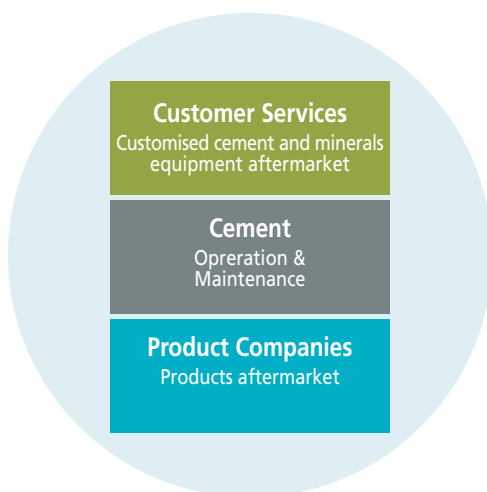 Customer Services
Customised cement and minerals
equipment aftermarket
Cement
Opreration &
Maintenance
Product Companies
Products aftermarket